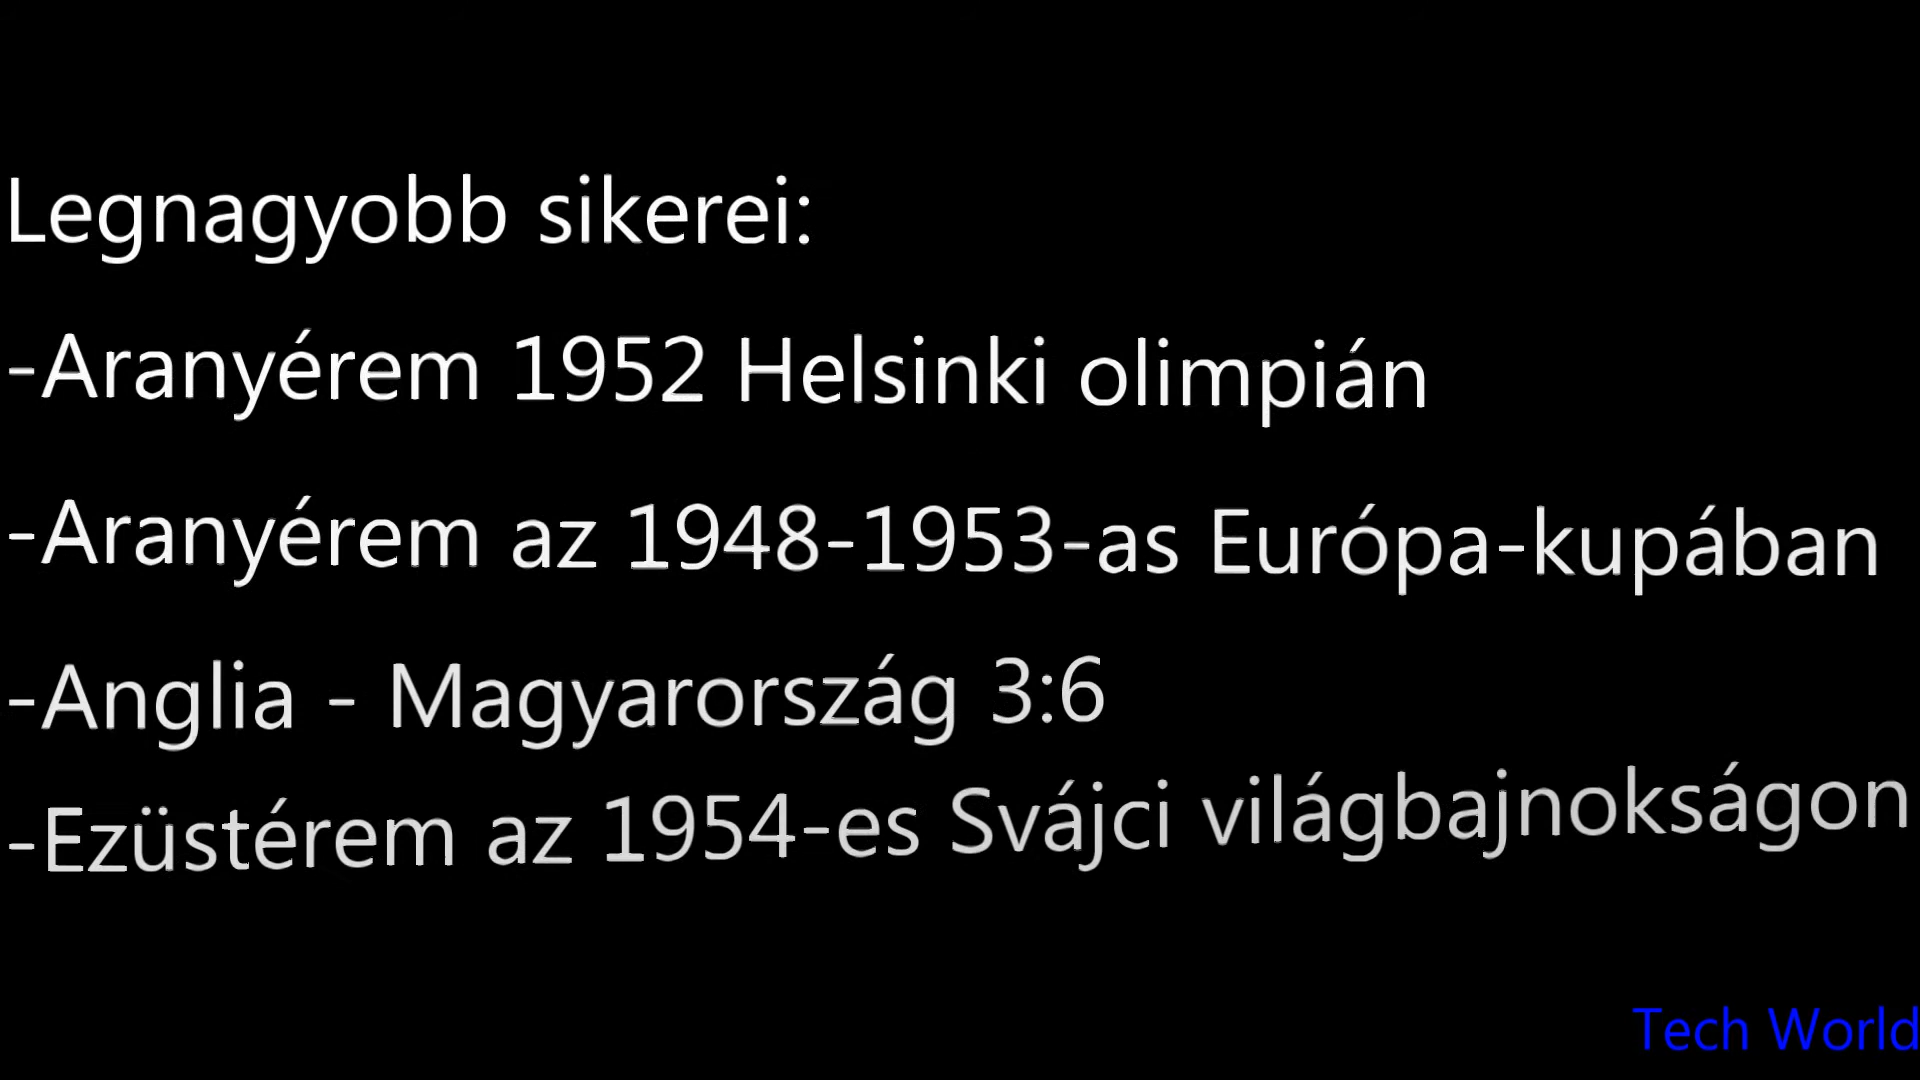 Legnagyobb sikerei:
-Aranyérem 1952 Helsinki olimpián
-Aranyérem az 1948-1953-as Európa-kupában
-Anglia - Magyarország 3:6
-Ezüstérem az 1954-es Svájci világbajnokságon
Tech World